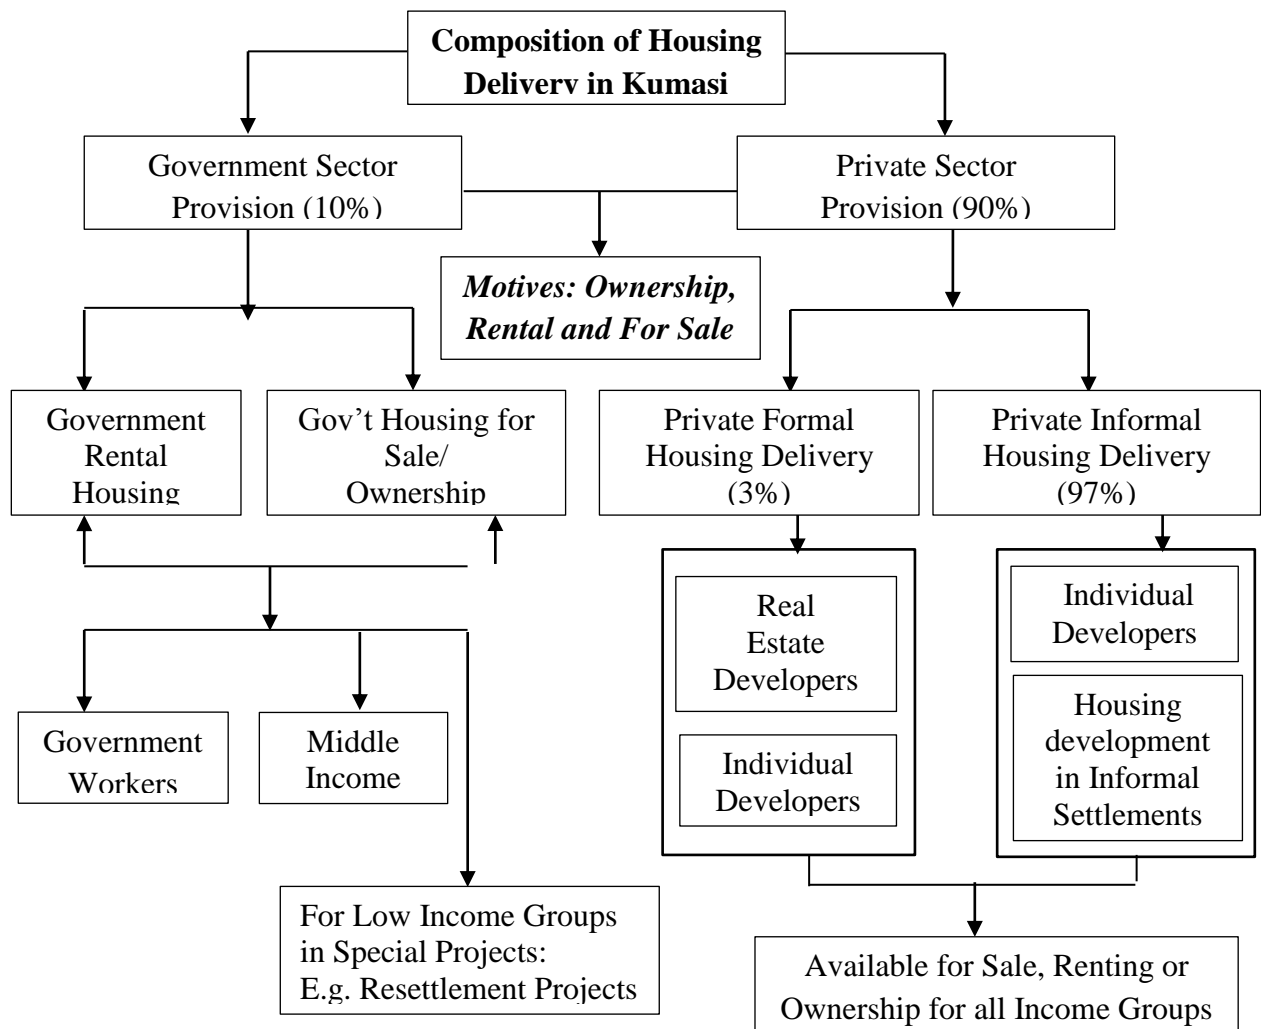 Composition of Housing
Delivery in Kumasi
Government Sector
Provision (10%)
Private Sector
Provision (90%)
Motives: Ownership,
Rental and For Sale
Government
Rental
Housing
Gov’t Housing for
Sale/
Ownership
Private Formal
Housing Delivery
(3%)
Private Informal
Housing Delivery
(97%)
Real
Estate
Developers
Individual
Developers
Individual
Developers
Housing
development
in Informal
Settlements
Government
Workers
Middle
Income
For Low Income Groups
in Special Projects:
E.g. Resettlement Projects
Available for Sale, Renting or
Ownership for all Income Groups